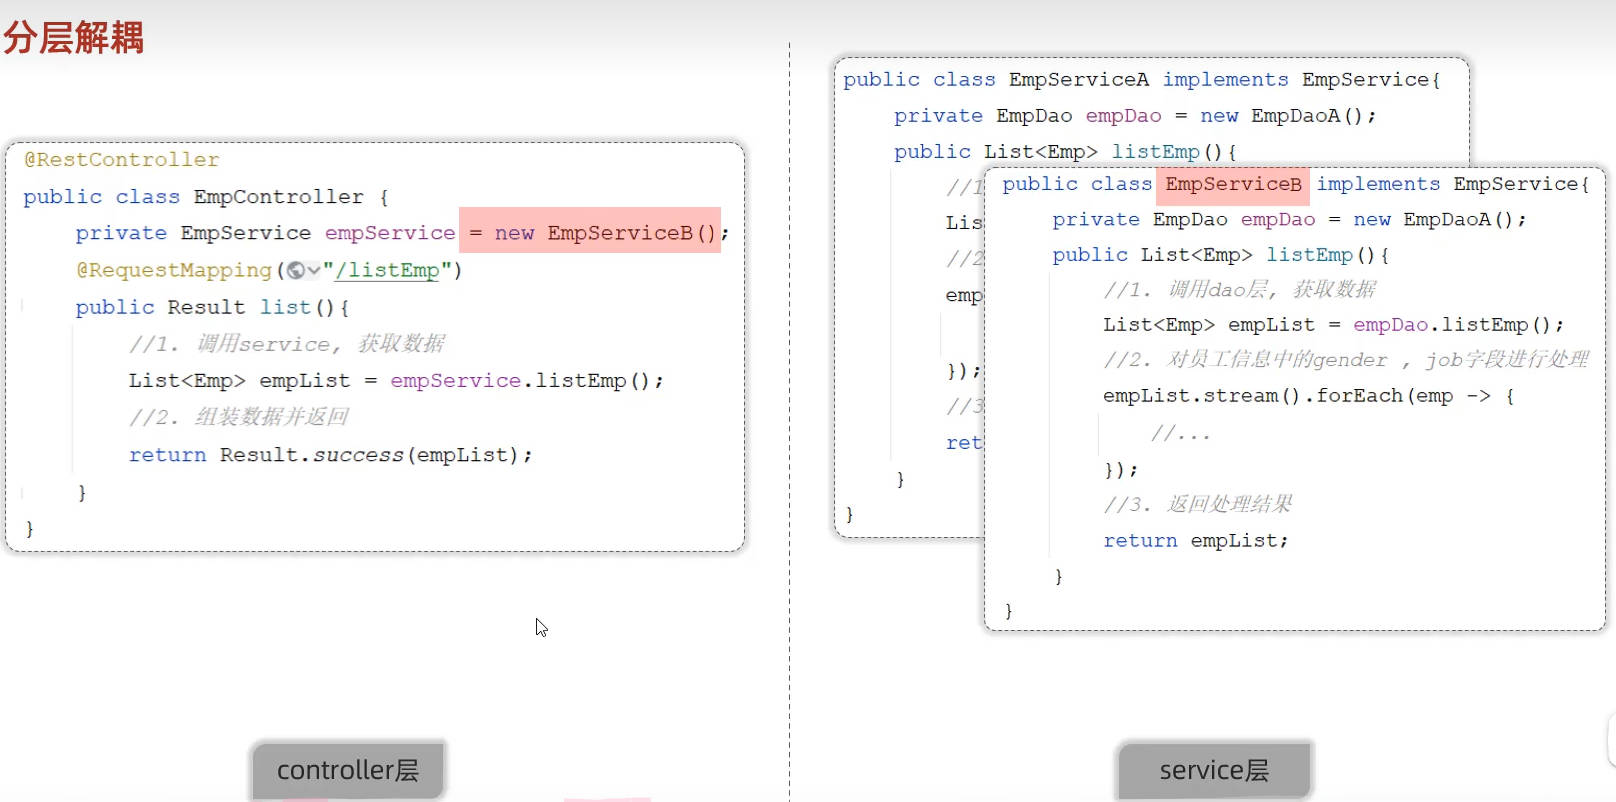 分层解耦
@RestController
public class EmpController {
private EmpService empService = new EmpServiceB();
@RequestMapping("/listEmp")
public Result list(){
//1. 调用service, 获取数据
List<Emp> empList = empService.listEmp();
//2. 组装数据并返回
return Result.success(empList);
}
}
controller层
public class EmpServiceA implements EmpService{
private EmpDao empDao = new EmpDaoA();
public List<Emp> listEmp(){
//1
Lis
//2
emp
});
//3
ret
}
}
public class EmpServiceB implements EmpService{
private EmpDao empDao = new EmpDaoA();
public List<Emp> listEmp(){
//1. 调用dao层, 获取数据
List<Emp> empList = empDao.listEmp();
//2. 对员工信息中的gender , job字段进行处理
empList.stream().forEach(emp -> {
//...
});
//3. 返回处理结果
return empList;
}
}
service层